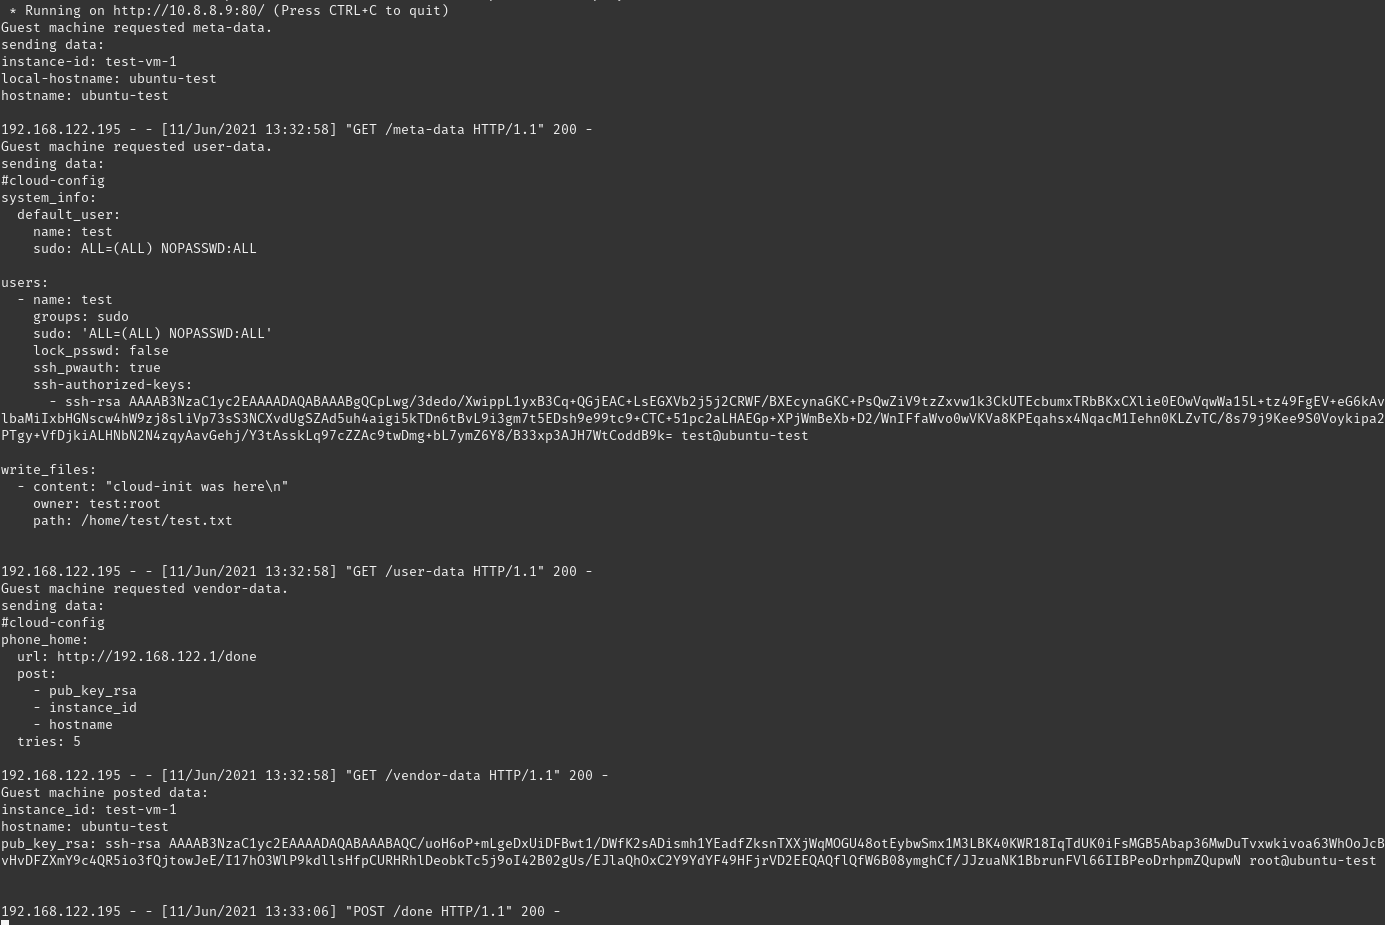 * Running on http://10.8.8.9:80/ (Press CTRL+C to quit)
Guest machine requested meta-data.
sending data:
instance-id: test-vm-1
local-hostname: ubuntu-test
hostname: ubuntu-test

192.168.122.195 - - [11/Jun/2021 13:32:58] "GET /meta-data HTTP/1.1" 200 -
Guest machine requested user-data.
sending data:
#cloud-config
system_info:
  default_user:
    name: test
    sudo: ALL=(ALL) NOPASSWD:ALL

users:
  - name: test
    groups: sudo
    sudo: 'ALL=(ALL) NOPASSWD:ALL'
    lock_psswd: false
    ssh_pwauth: true
    ssh-authorized-keys:
      - ssh-rsa AAAAB3NzaC1yc2EAAAADAQABAAABgQCpLwg/3dedo/XwippL1yxB3Cq+QGjEAC+LsEGXVb2j5j2CRWF/BXEcynaGKC+PsQwZiV9tzZxvw1k3CkUTEcbumxTRbBKxCXlie0EOwVqwWa15L+tz49FgEV+eG6kAv
lbaMiIxbHGNscw4hW9zj8sliVp73sS3NCXvdUgSZAd5uh4aigi5kTDn6tBvL9i3gm7t5EDsh9e99tc9+CTC+51pc2aLHAEGp+XPjWmBeXb+D2/WnIFfaWvo0wVKVa8KPEqahsx4NqacM1Iehn0KLZvTC/8s79j9Kee9S0Voykipa2
PTgy+VfDjkiALHNbN2N4zqyAavGehj/Y3tAsskLq97cZZAc9twDmg+bL7ymZ6Y8/B33xp3AJH7WtCoddB9k= test@ubuntu-test

write_files:
  - content: "cloud-init was here\n"
    owner: test:root
    path: /home/test/test.txt


192.168.122.195 - - [11/Jun/2021 13:32:58] "GET /user-data HTTP/1.1" 200 -
Guest machine requested vendor-data.
sending data:
#cloud-config
phone_home:
  url: http://192.168.122.1/done
  post:
    - pub_key_rsa
    - instance_id
    - hostname
  tries: 5

192.168.122.195 - - [11/Jun/2021 13:32:58] "GET /vendor-data HTTP/1.1" 200 -
Guest machine posted data:
instance_id: test-vm-1
hostname: ubuntu-test
pub_key_rsa: ssh-rsa AAAAB3NzaC1yc2EAAAADAQABAAABAQC/uoH6oP+mLgeDxUiDFBwt1/DWfK2sADismh1YEadfZksnTXXjWqMOGU48otEybwSmx1M3LBK40KWR18IqTdUK0iFsMGB5Abap36MwDuTvxwkivoa63WhOoJcB
vHvDFZXmY9c4QR5io3fQjtowJeE/I17hO3WlP9kdllsHfpCURHRhlDeobkTc5j9oI42B02gUs/EJlaQhOxC2Y9YdYF49HFjrVD2EEQAQflQfW6B08ymghCf/JJzuaNK1BbrunFVl66IIBPeoDrhpmZQupwN root@ubuntu-test


192.168.122.195 - - [11/Jun/2021 13:33:06] "POST /done HTTP/1.1" 200 -